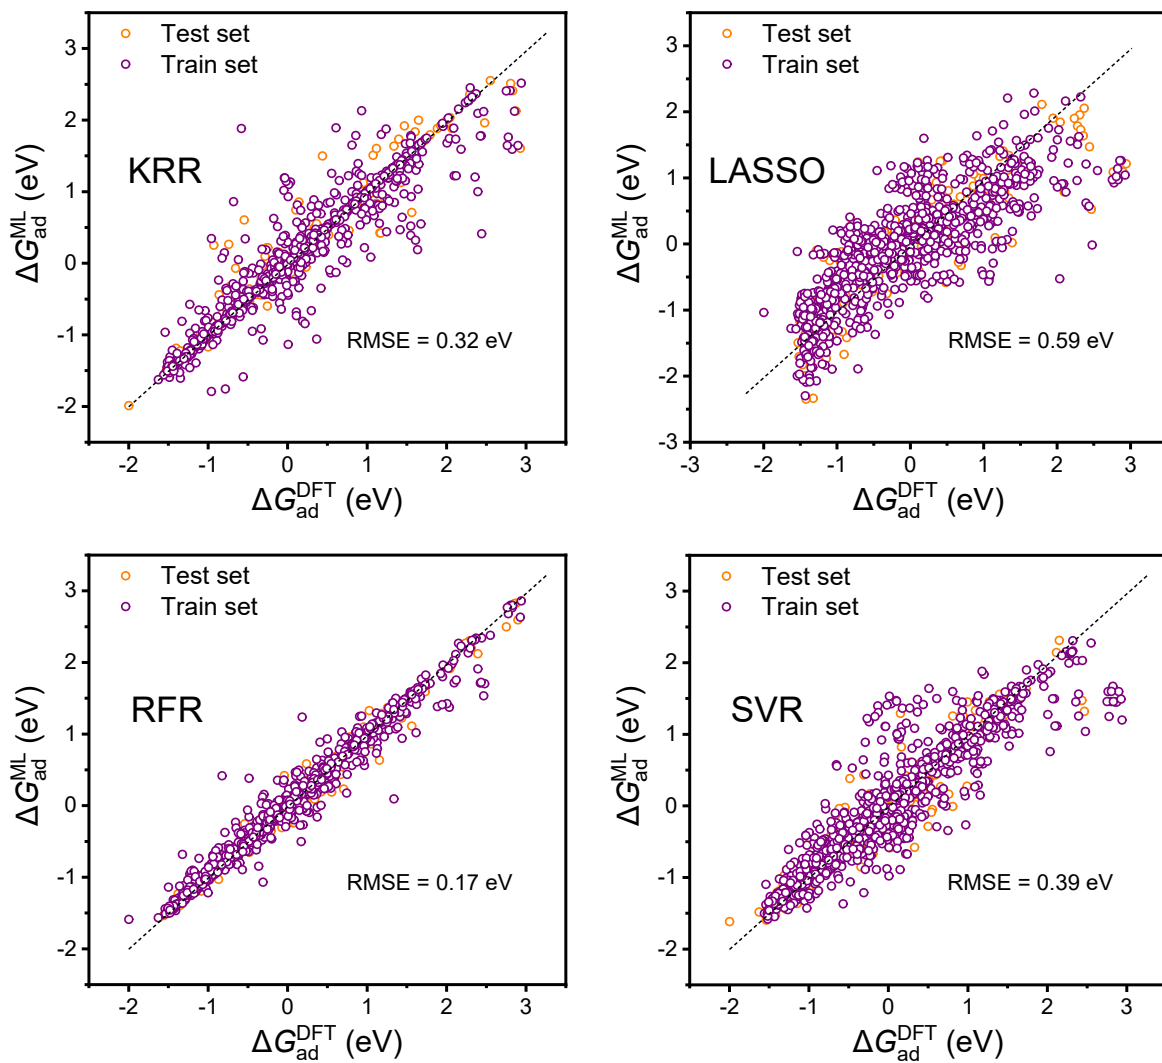 Test set
Train set
KRR
RMSE = 0.32 eV
3
2
1
0
-1
-2
-2
-1
0
1
2
3
ΔG_ad^ML (eV)
ΔG_ad^DFT (eV)
Test set
Train set
LASSO
RMSE = 0.59 eV
3
2
1
0
-1
-2
-3
-3
-2
-1
0
1
2
3
ΔG_ad^ML (eV)
ΔG_ad^DFT (eV)
Test set
Train set
RFR
RMSE = 0.17 eV
3
2
1
0
-1
-2
-2
-1
0
1
2
3
ΔG_ad^ML (eV)
ΔG_ad^DFT (eV)
Test set
Train set
SVR
RMSE = 0.39 eV
3
2
1
0
-1
-2
-2
-1
0
1
2
3
ΔG_ad^ML (eV)
ΔG_ad^DFT (eV)